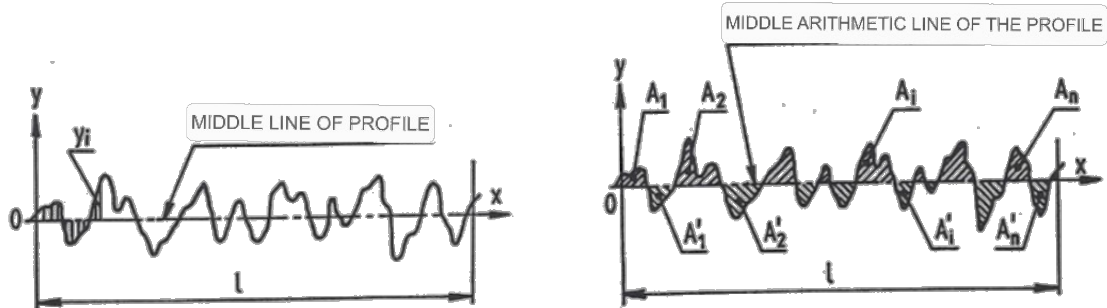 y
yi
MIDDLE LINE OF PROFILE
0
x
l
MIDDLE ARITHMETIC LINE OF THE PROFILE
y
A1
A2
Ai
An
x
0
A'1
A'2
A'i
A'n
l